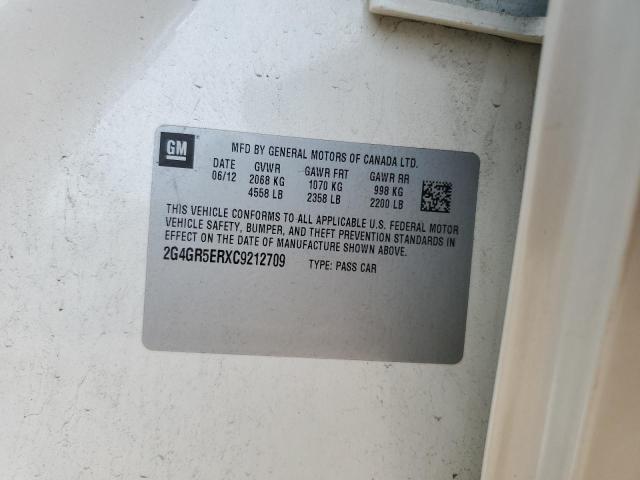 GM
MFD BY GENERAL MOTORS OF CANADA LTD.
DATE GVWR GAWR FRT GAWR RR
06/12 2068 KG 1070 KG 998 KG
4558 LB 2358 LB 2200 LB
THIS VEHICLE CONFORMS TO ALL APPLICABLE U.S. FEDERAL MOTOR
VEHICLE SAFETY, BUMPER, AND THEFT PREVENTION STANDARDS IN
EFFECT ON THE DATE OF MANUFACTURE SHOWN ABOVE.
2G4GR5ERXC9212709 TYPE: PASS CAR